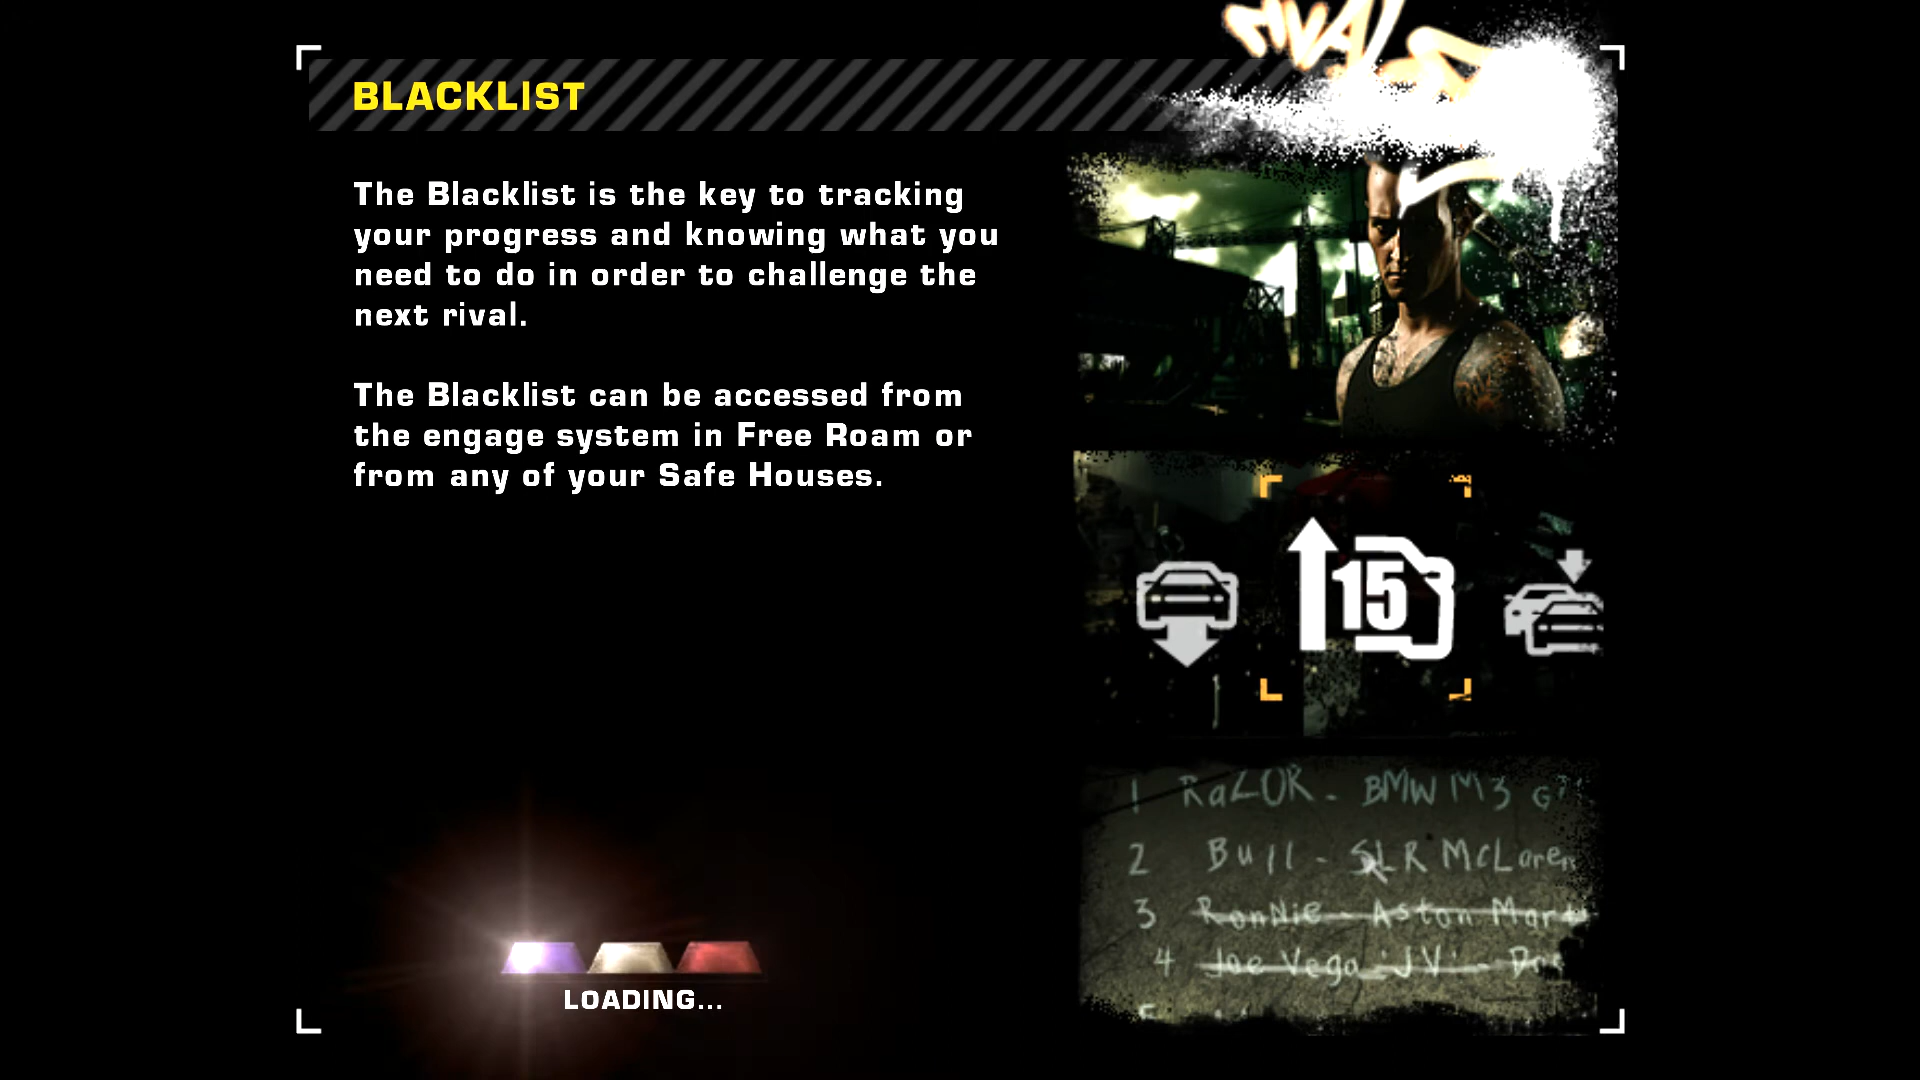 RIVAL
BLACKLIST
The Blacklist is the key to tracking
your progress and knowing what you
need to do in order to challenge the
next rival.
The Blacklist can be accessed from
the engage system in Free Roam or
from any of your Safe Houses.
15
1 RaZOR - BMW M3 G
2 Bull - SLR McLaren
3 RonNie - Aston Mart
4 Joe Vega 'JV' -
LOADING...